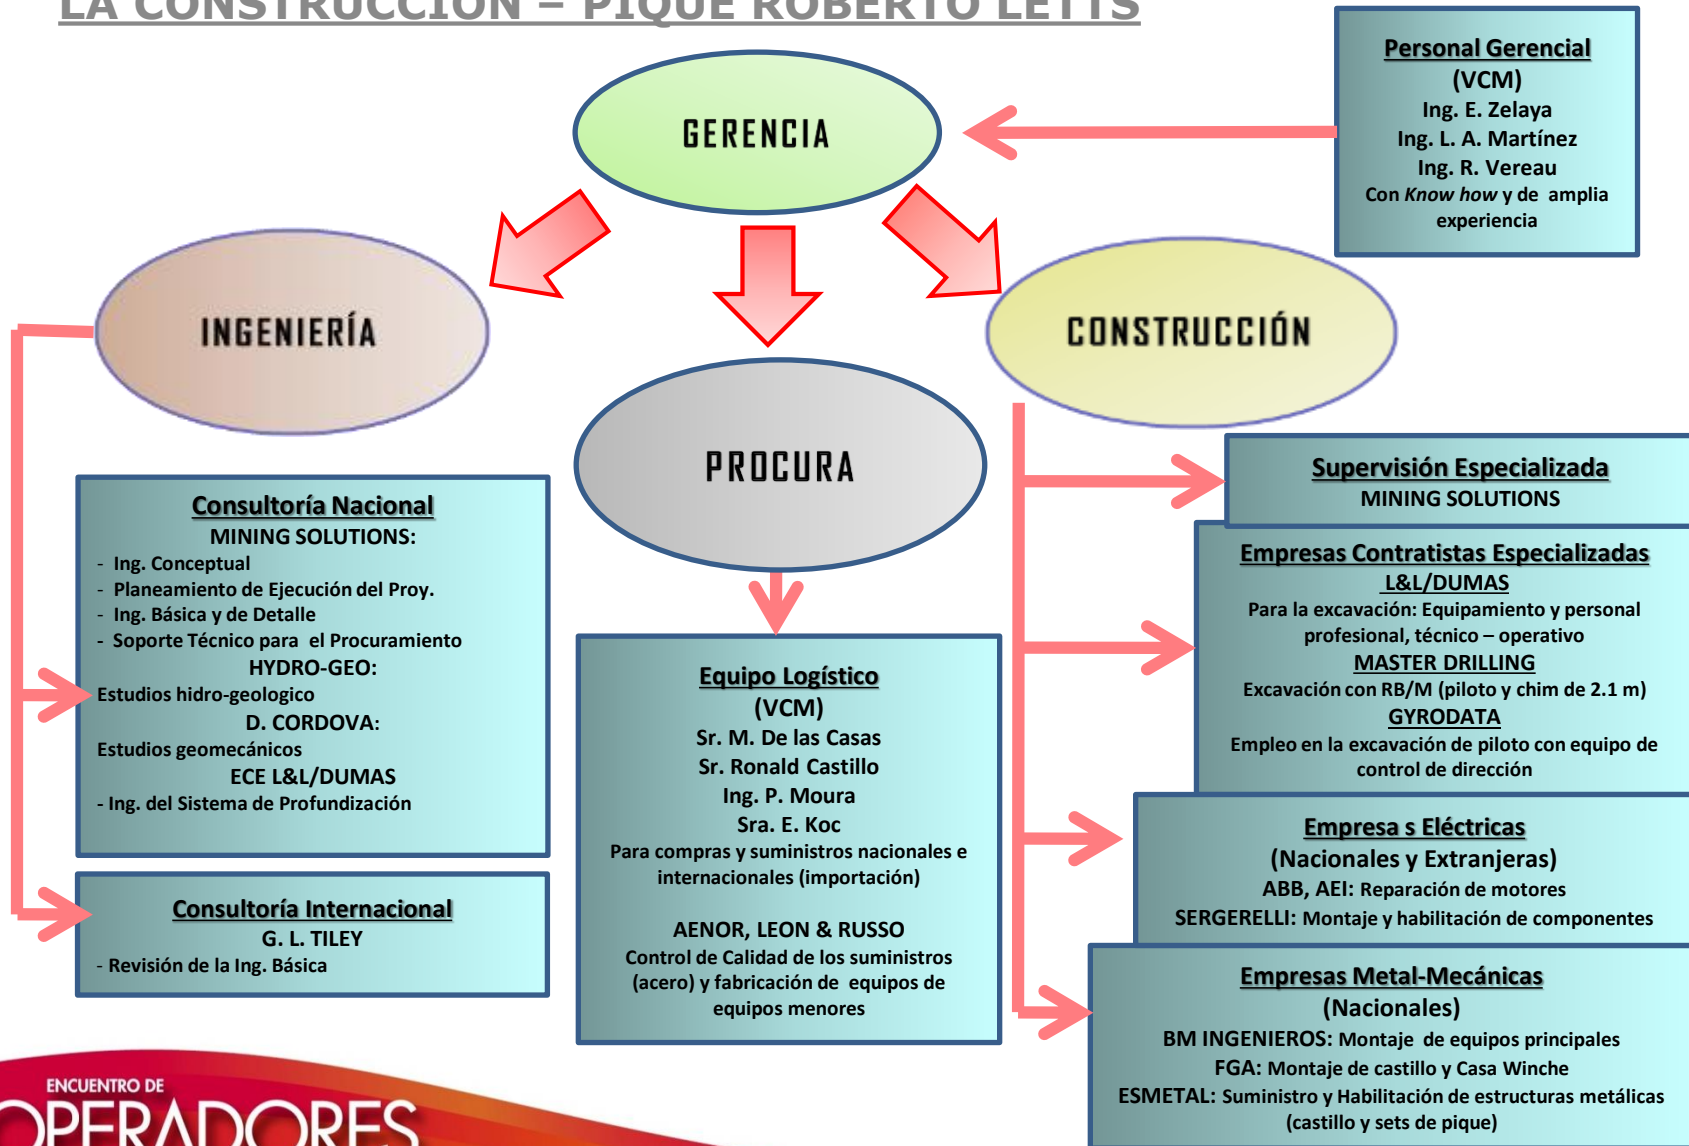 LA CONSTRUCCIÓN – PIQUE ROBERTO LETTS
Personal Gerencial
(VCM)
Ing. E. Zelaya
Ing. L. A. Martínez
Ing. R. Vereau
Con Know how y de amplia
experiencia
GERENCIA
INGENIERÍA
CONSTRUCCIÓN
PROCURA
Consultoría Nacional
MINING SOLUTIONS:
- Ing. Conceptual
- Planeamiento de Ejecución del Proy.
- Ing. Básica y de Detalle
- Soporte Técnico para el Procuramiento
HYDRO-GEO:
Estudios hidro-geologico
D. CORDOVA:
Estudios geomecánicos
ECE L&L/DUMAS
- Ing. del Sistema de Profundización
Consultoría Internacional
G. L. TILEY
- Revisión de la Ing. Básica
Equipo Logístico
(VCM)
Sr. M. De las Casas
Sr. Ronald Castillo
Ing. P. Moura
Sra. E. Koc
Para compras y suministros nacionales e
internacionales (importación)
AENOR, LEON & RUSSO
Control de Calidad de los suministros
(acero) y fabricación de equipos de
equipos menores
Supervisión Especializada
MINING SOLUTIONS
Empresas Contratistas Especializadas
L&L/DUMAS
Para la excavación: Equipamiento y personal
profesional, técnico – operativo
MASTER DRILLING
Excavación con RB/M (piloto y chim de 2.1 m)
GYRODATA
Empleo en la excavación de piloto con equipo de
control de dirección
Empresa s Eléctricas
(Nacionales y Extranjeras)
ABB, AEI: Reparación de motores
SERGERELLI: Montaje y habilitación de componentes
Empresas Metal-Mecánicas
(Nacionales)
BM INGENIEROS: Montaje de equipos principales
FGA: Montaje de castillo y Casa Winche
ESMETAL: Suministro y Habilitación de estructuras metálicas
(castillo y sets de pique)
ENCUENTRO DE
OPERADORES